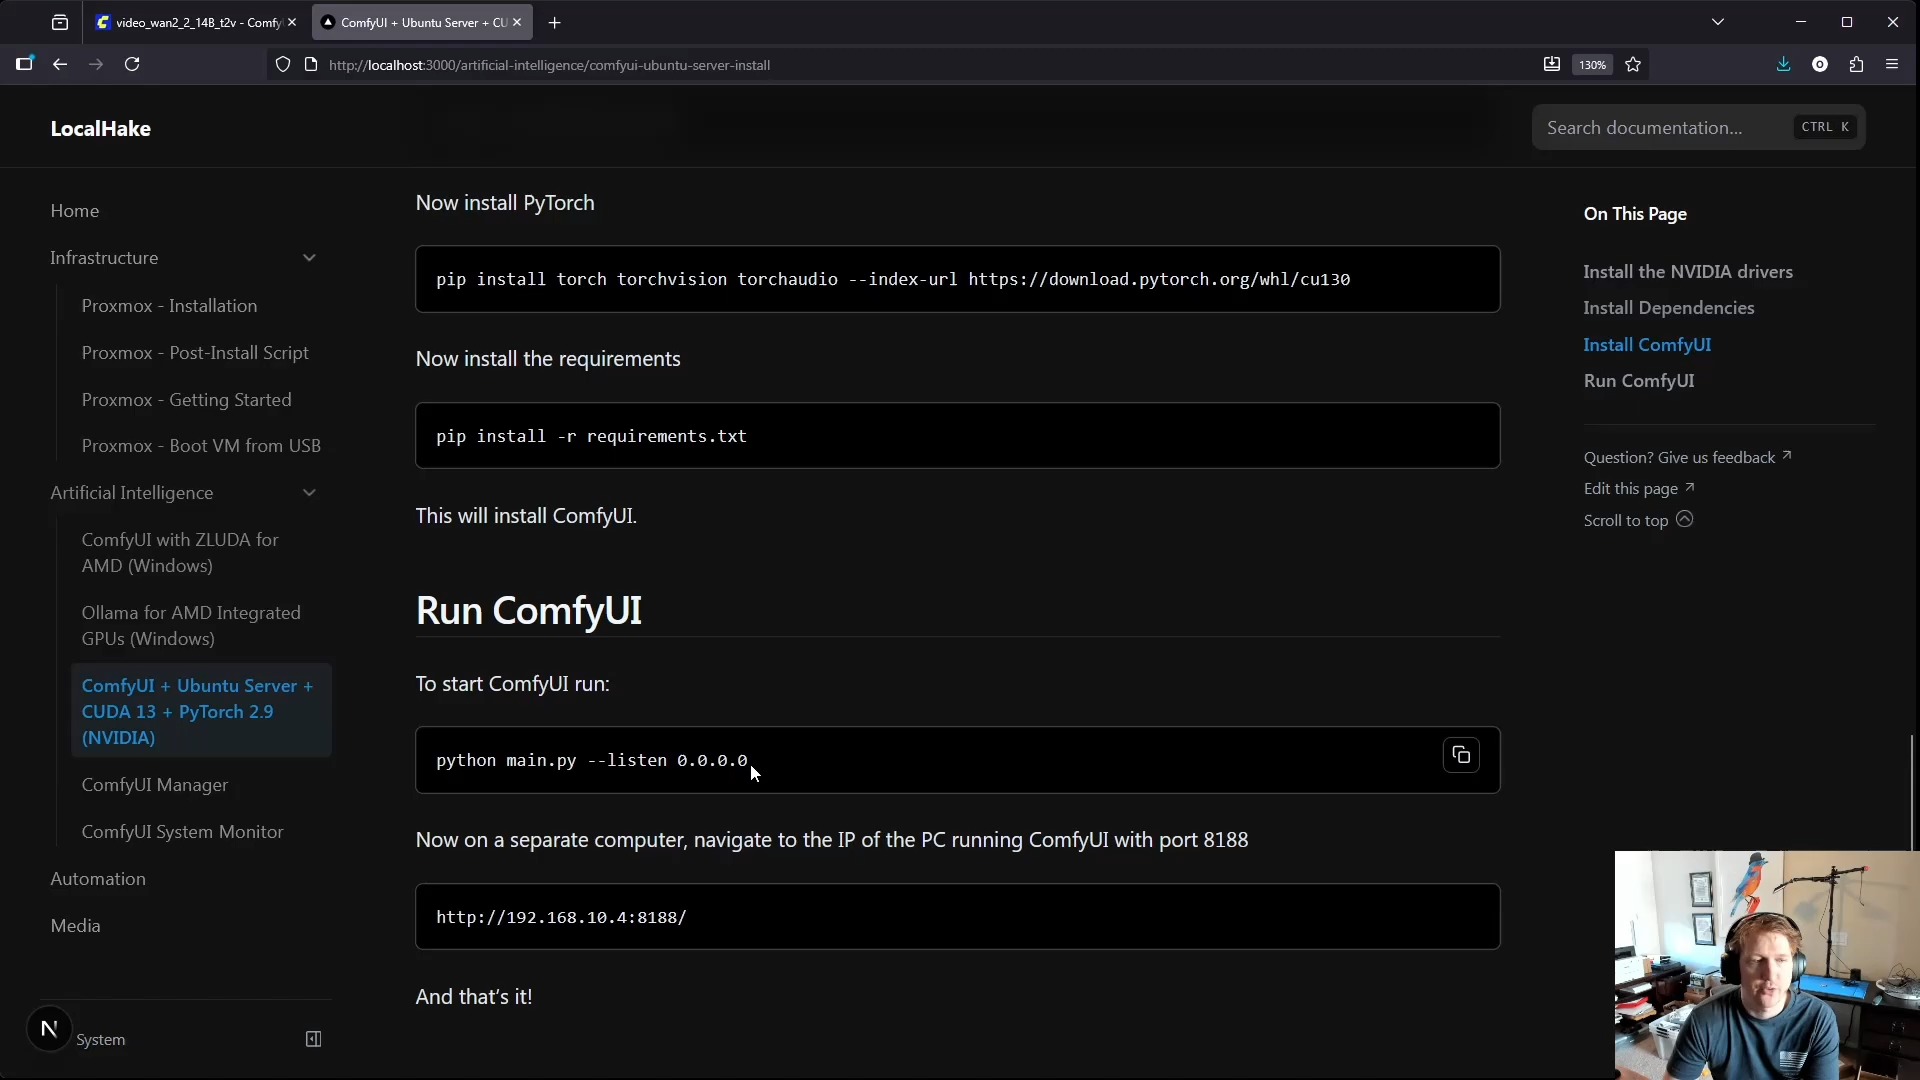 video_wan2_2_14B_t2v - Comfy
ComfyUI + Ubuntu Server + CU
http://localhost:3000/artificial-intelligence/comfyui-ubuntu-server-install
130%
LocalHake
Search documentation...
CTRL K
Home
Infrastructure
Proxmox - Installation
Proxmox - Post-Install Script
Proxmox - Getting Started
Proxmox - Boot VM from USB
Artificial Intelligence
ComfyUI with ZLUDA for
AMD (Windows)
Ollama for AMD Integrated
GPUs (Windows)
ComfyUI + Ubuntu Server +
CUDA 13 + PyTorch 2.9
(NVIDIA)
ComfyUI Manager
ComfyUI System Monitor
Automation
Media
N
System
Now install PyTorch
pip install torch torchvision torchaudio --index-url https://download.pytorch.org/whl/cu130
Now install the requirements
pip install -r requirements.txt
This will install ComfyUI.
Run ComfyUI
To start ComfyUI run:
python main.py --listen 0.0.0.0
Now on a separate computer, navigate to the IP of the PC running ComfyUI with port 8188
http://192.168.10.4:8188/
And that's it!
On This Page
Install the NVIDIA drivers
Install Dependencies
Install ComfyUI
Run ComfyUI
Question? Give us feedback
Edit this page
Scroll to top